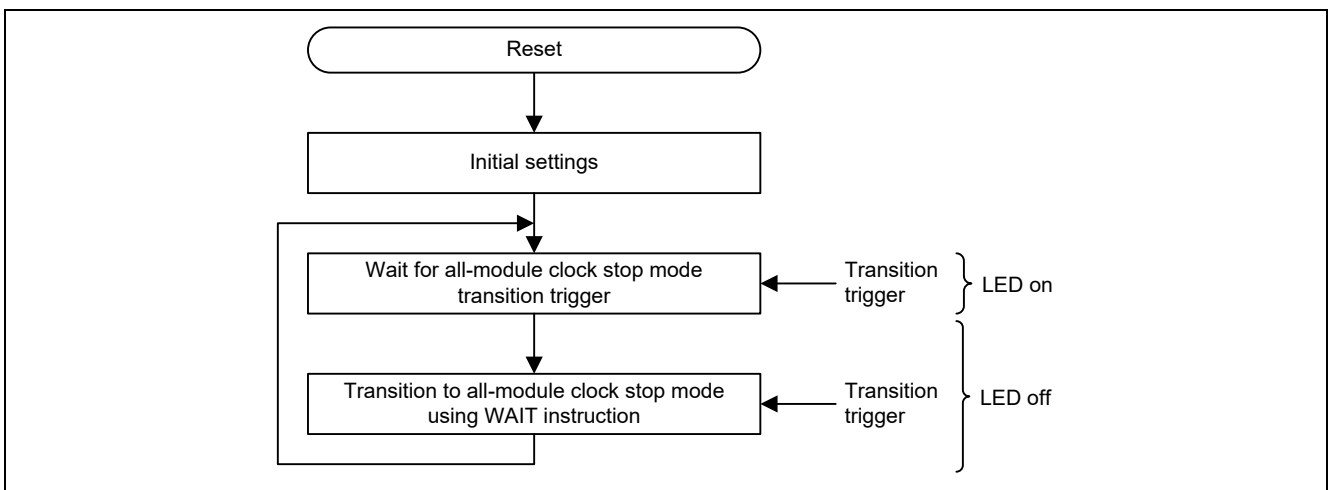 Reset
Initial settings
Wait for all-module clock stop mode
transition trigger
Transition
trigger
LED on
Transition to all-module clock stop mode
using WAIT instruction
Transition
trigger
LED off